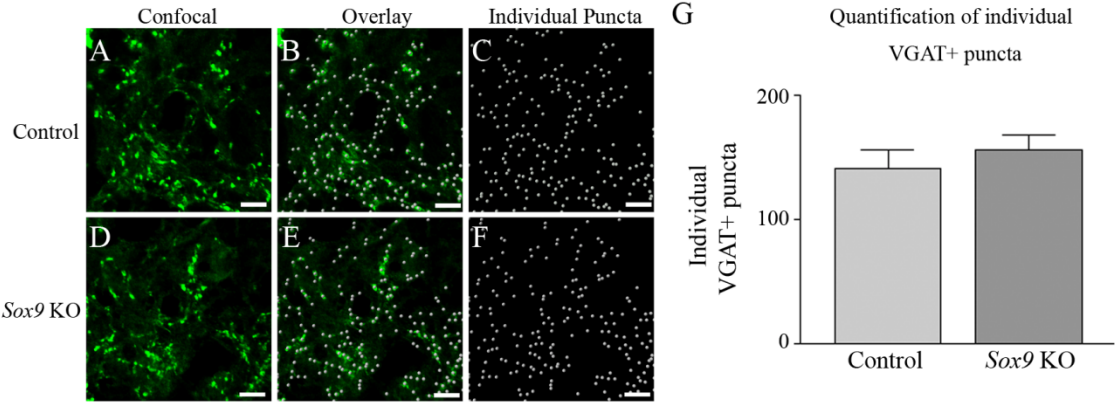 Confocal
Overlay
Individual Puncta
Control
A
B
C
Sox9 KO
D
E
F
G
Quantification of individual
VGAT+ puncta
Individual
VGAT+ puncta
200
100
0
Control
Sox9 KO